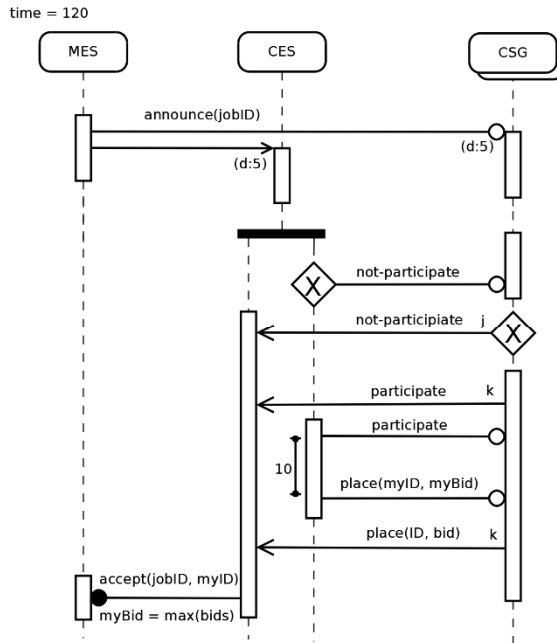 time = 120
MES
CES
CSG
announce(jobID)
(d:5)
(d:5)
not-participate
X
not-participiate j
X
participate k
participate
10
place(myID, myBid)
place(ID, bid) k
accept(jobID, myID)
myBid = max(bids)